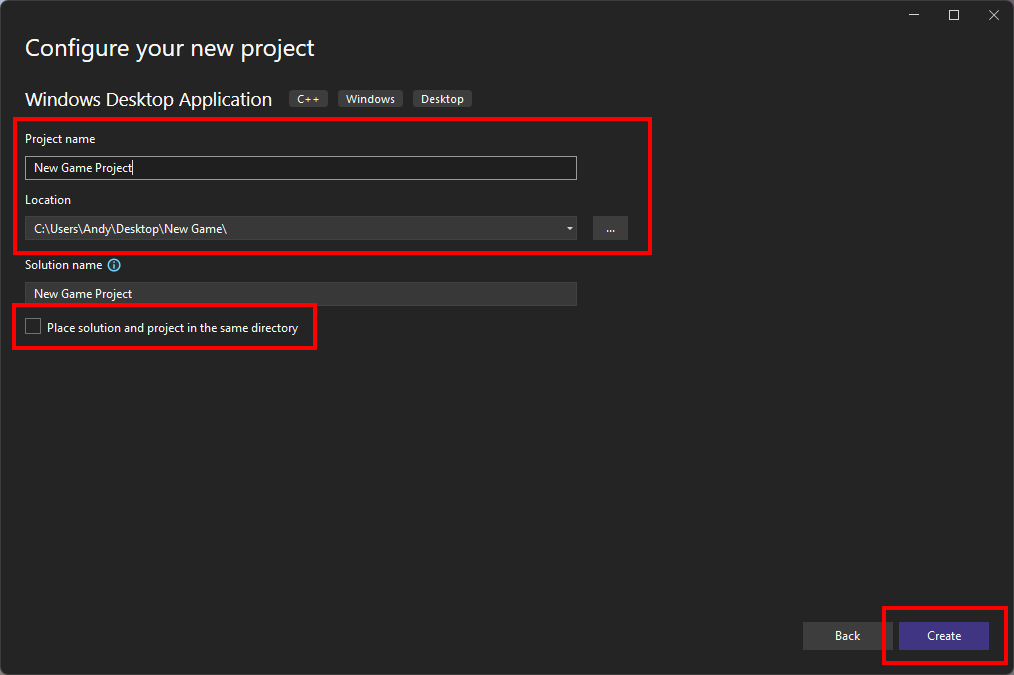 Configure your new project
Windows Desktop Application C++ Windows Desktop
Project name
New Game Project
Location
C:\Users\Andy\Desktop\New Game\ ...
Solution name
New Game Project
Place solution and project in the same directory
Back Create